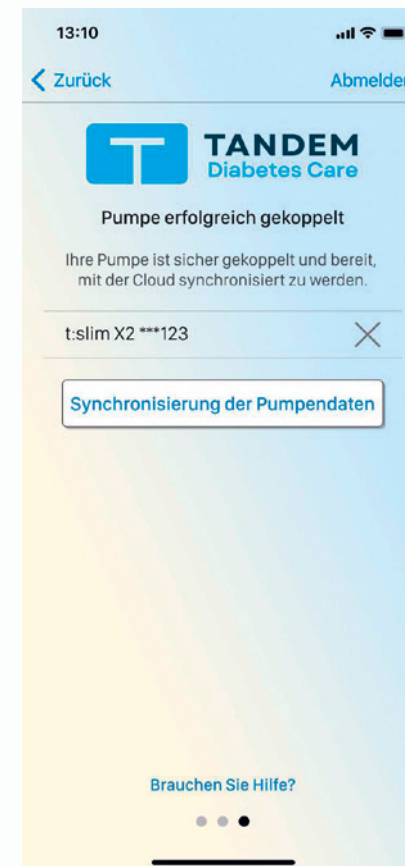 13:10
Zurück
Abmelden
T
TANDEM
Diabetes Care
Pumpe erfolgreich gekoppelt
Ihre Pumpe ist sicher gekoppelt und bereit,
mit der Cloud synchronisiert zu werden.
t:slim X2 ***123
Synchronisierung der Pumpendaten
Brauchen Sie Hilfe?